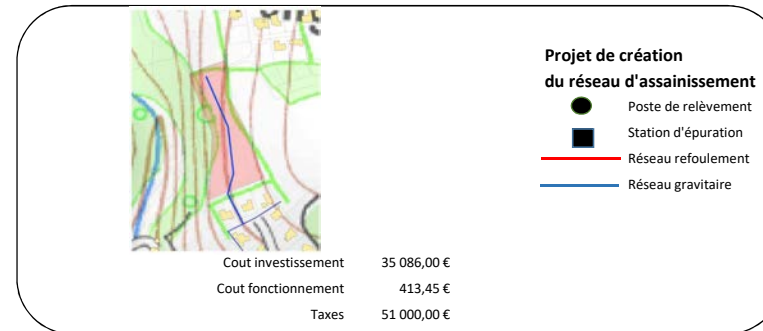 Projet de création
du réseau d'assainissement
Poste de relèvement
Station d'épuration
Réseau refoulement
Réseau gravitaire
Cout investissement 35 086,00 €
Cout fonctionnement 413,45 €
Taxes 51 000,00 €